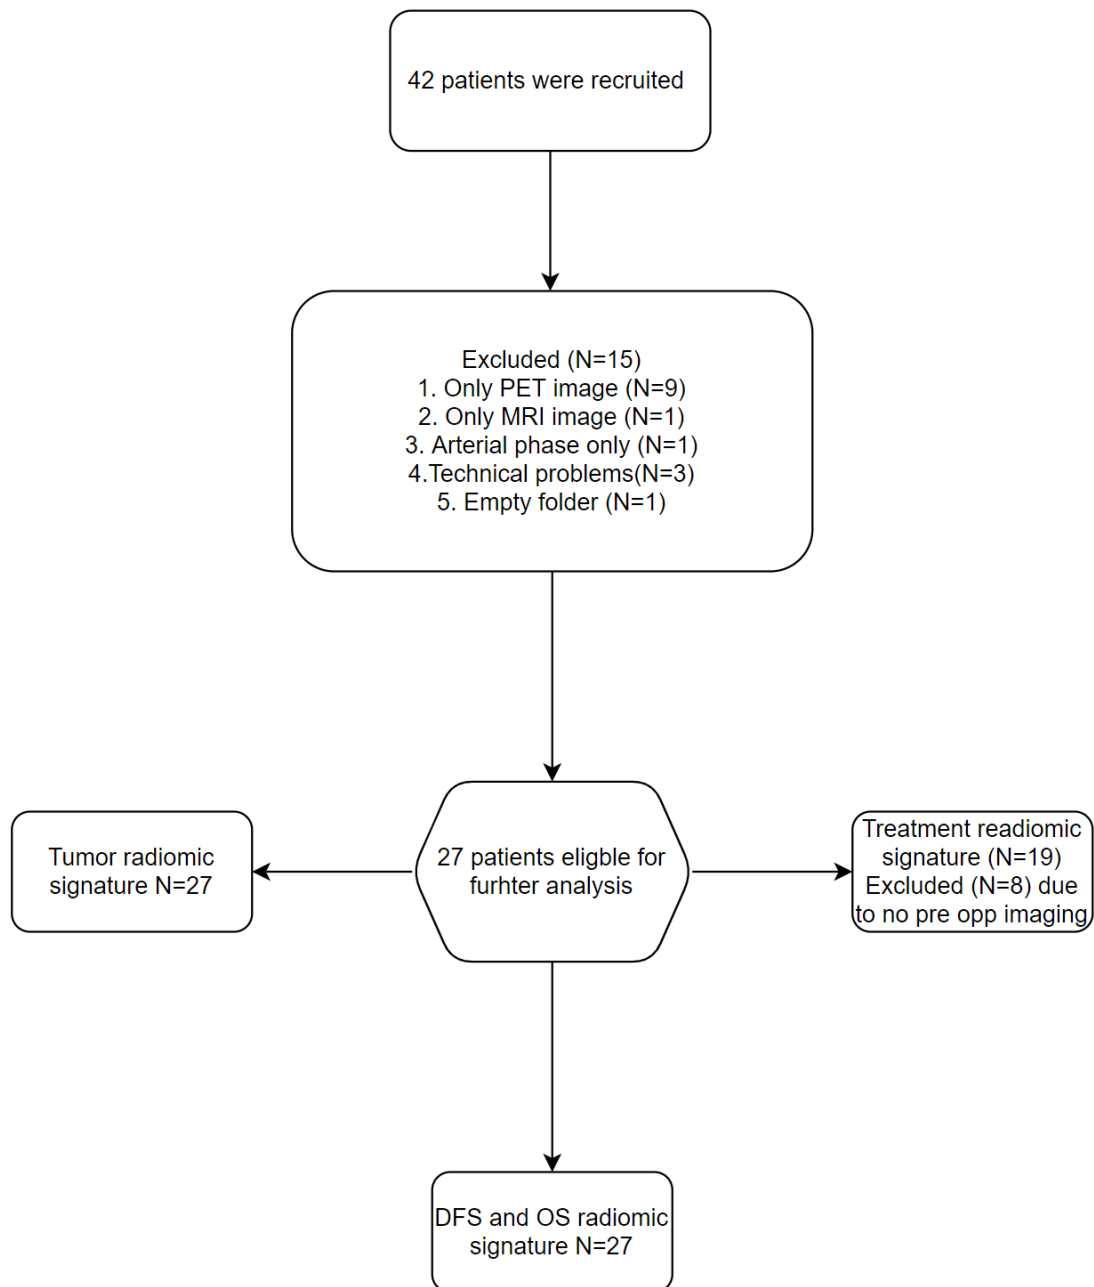 42 patients were recruited
Excluded (N=15)
1. Only PET image (N=9)
2. Only MRI image (N=1)
3. Arterial phase only (N=1)
4.Technical problems(N=3)
5. Empty folder (N=1)
Tumor radiomic
signature N=27
27 patients eligble for
furhter analysis
Treatment readiomic
signature (N=19)
Excluded (N=8) due
to no pre opp imaging
DFS and OS radiomic
signature N=27